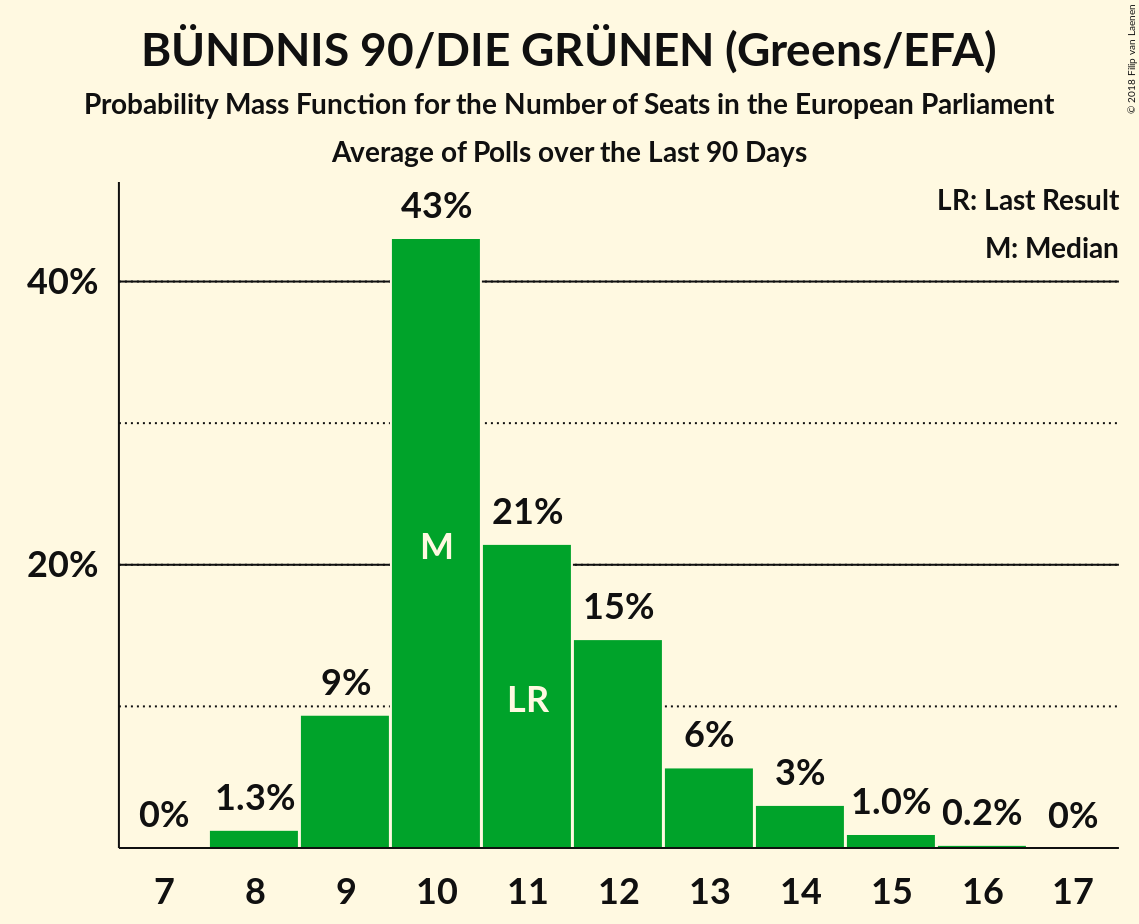 BÜNDNIS 90/DIE GRÜNEN (Greens/EFA)
Probability Mass Function for the Number of Seats in the European Parliament
Average of Polls over the Last 90 Days
© 2018 Filip van Laenen
LR: Last Result
M: Median
40%
20%
0%
1.3%
9%
43%
M
21%
LR
15%
6%
3%
1.0%
0.2%
0%
7 8 9 10 11 12 13 14 15 16 17